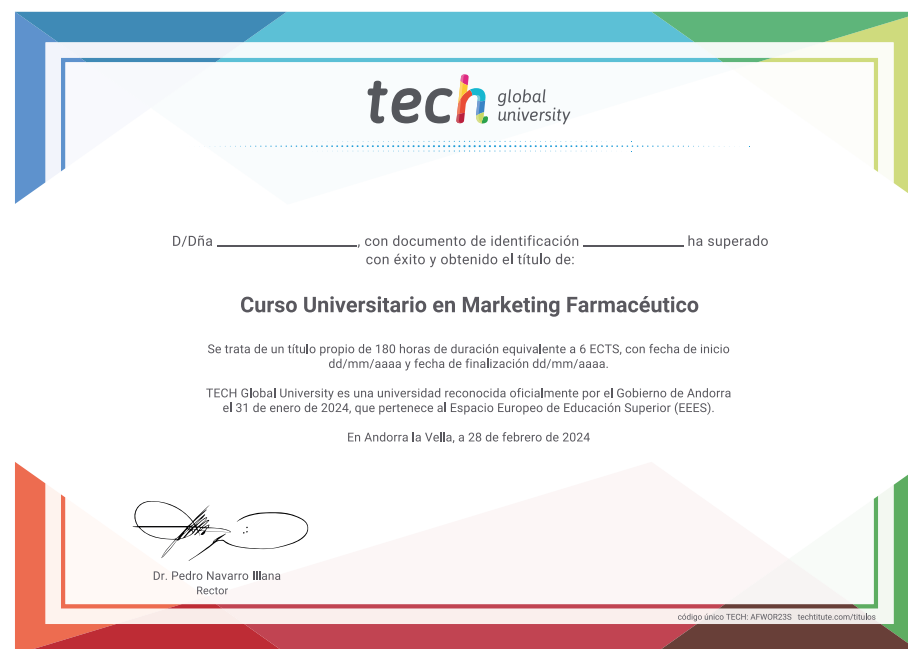 tech global university
D/Dña ____________, con documento de identificación ____________ ha superado
con éxito y obtenido el título de:
Curso Universitario en Marketing Farmacéutico
Se trata de un título propio de 180 horas de duración equivalente a 6 ECTS, con fecha de inicio
dd/mm/aaaa y fecha de finalización dd/mm/aaaa.
TECH Global University es una universidad reconocida oficialmente por el Gobierno de Andorra
el 31 de enero de 2024, que pertenece al Espacio Europeo de Educación Superior (EEES).
En Andorra la Vella, a 28 de febrero de 2024
Dr. Pedro Navarro Illana
Rector
código único TECH: AFWOR23S techtitute.com/titulos